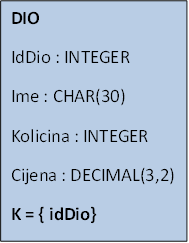 DIO
IdDio : INTEGER
Ime : CHAR(30)
Kolicina : INTEGER
Cijena : DECIMAL(3,2)
K = { idDio}